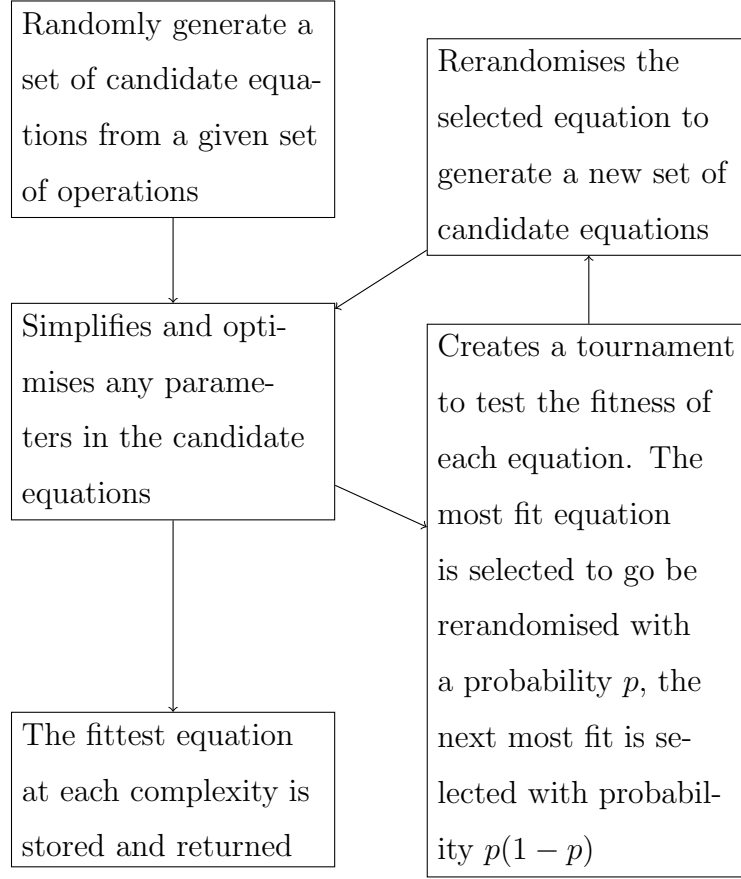 Randomly generate a
set of candidate equa-
tions from a given set
of operations
Rerandomises the
selected equation to
generate a new set of
candidate equations
Simplifies and opti-
mises any parame-
ters in the candidate
equations
Creates a tournament
to test the fitness of
each equation. The
most fit equation
is selected to go be
rerandomised with
a probability p, the
next most fit is se-
lected with probabil-
ity p(1 − p)
The fittest equation
at each complexity is
stored and returned